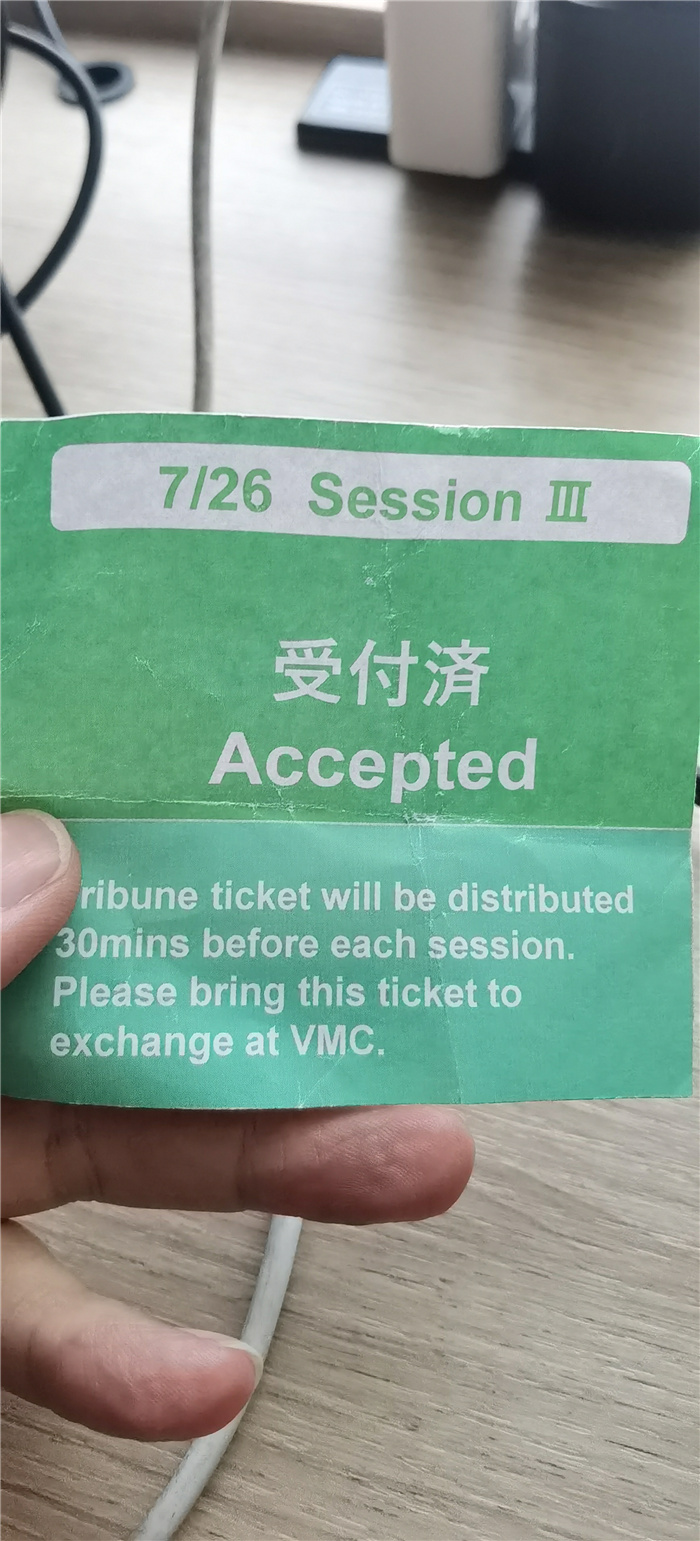 7/26 Session Ⅲ
受付済
Accepted
ticket will be distributed
30mins before each session.
Please bring this ticket to
exchange at VMC.